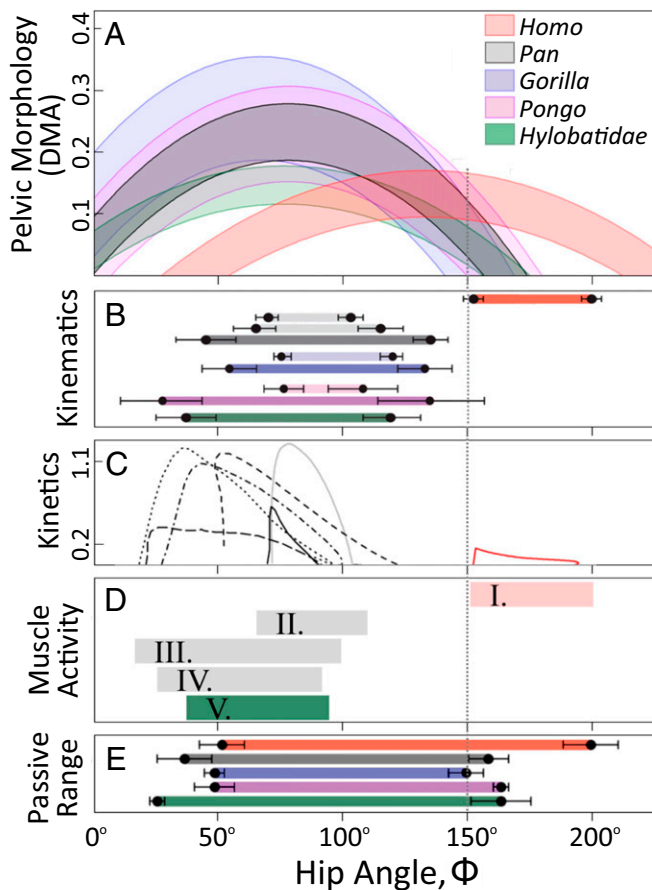 A
Pelvic Morphology
(DMA)
0.4
0.3
0.2
0.1
Homo
Pan
Gorilla
Pongo
Hylobatidae
B
Kinematics
C
Kinetics
1.1
0.2
D
Muscle
Activity
I.
II.
III.
IV.
V.
E
Passive
Range
0° 50° 100° 150° 200°
Hip Angle, Φ